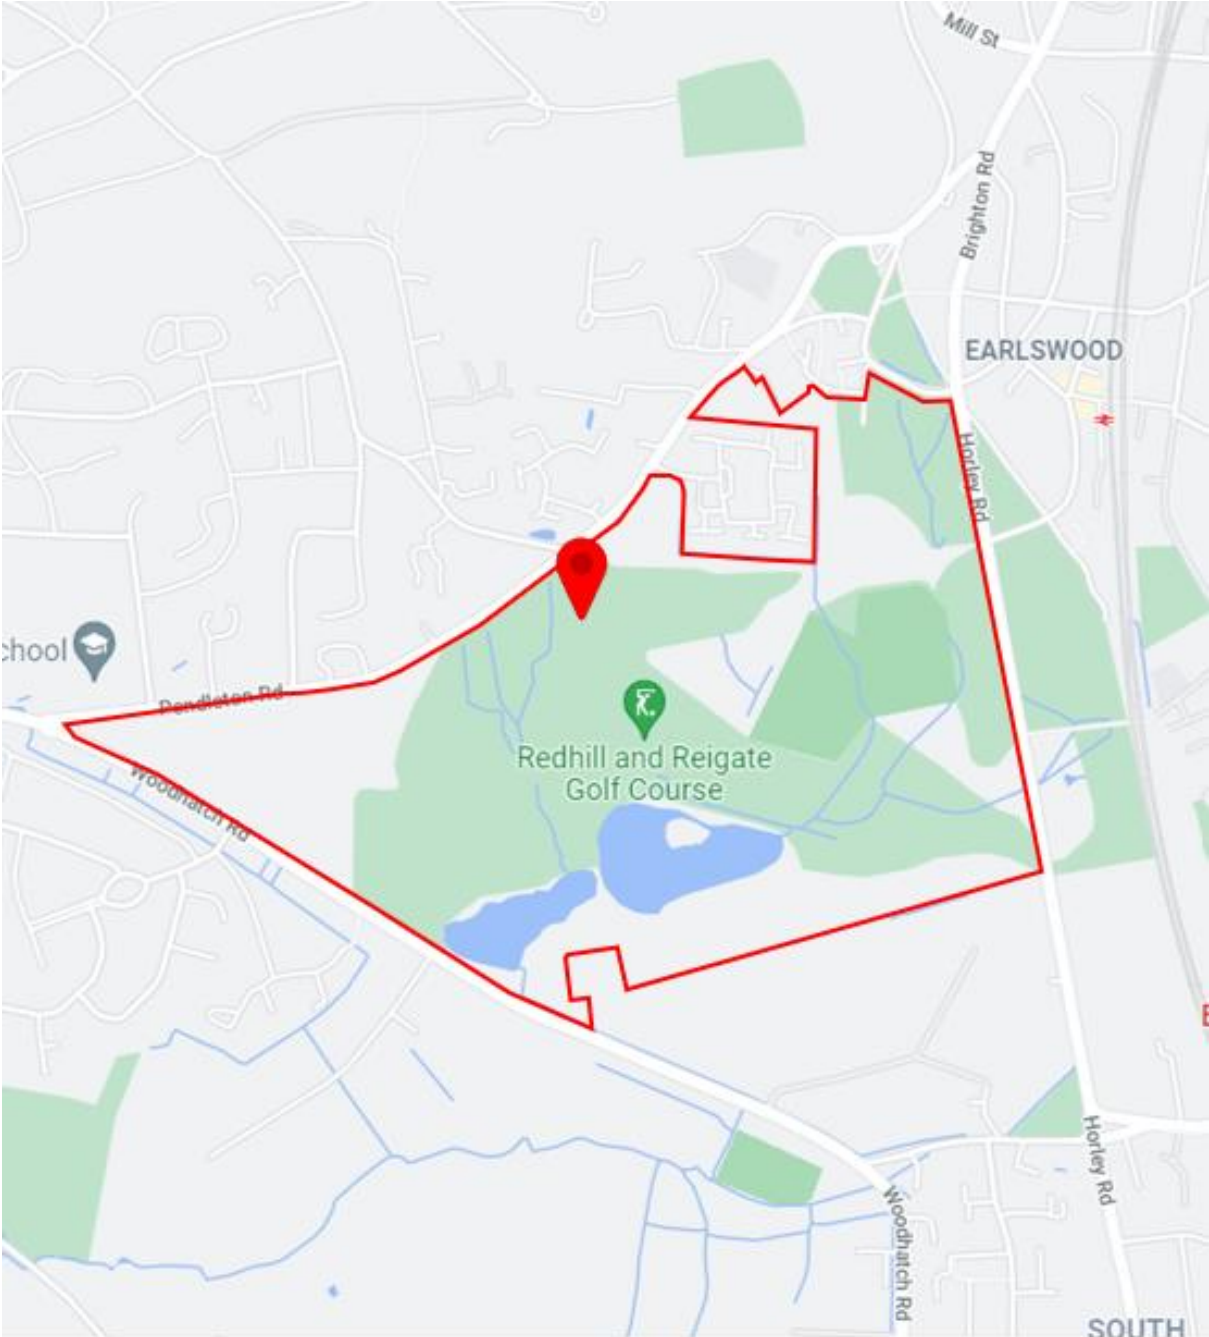 Mill St
Brighton Rd
EARLSWOOD
Horley Rd
chool
Pendleton Rd
Redhill and Reigate
Golf Course
Woodhatch Rd
E
Horley Rd
Woodhatch Rd
SOUTH